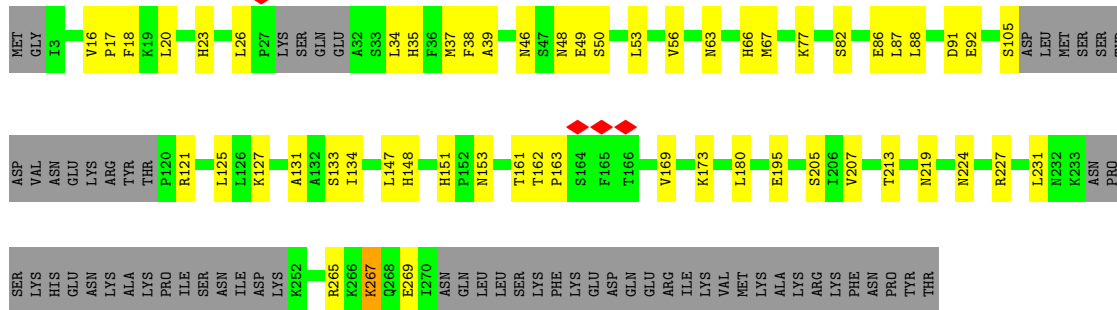 MET GLY I3 V16 P17 F18 K19 L20 H23 L26 P27 LYS SER GLN GLU A32 S33 L34 H35 F36 M37 F38 A39 N46 S47 N48 E49 S50 L53 V56 N63 H66 M67 K77 S82 E86 L87 L88 D91 E92 S105 ASP LEU MET SER SER
ASP VAL ASN GLU LYS ARG TYR THR P120 R121 L125 L126 K127 A131 A132 S133 I134 L147 H148 H151 P152 N153 T161 T162 P163 S164 F165 T166 V169 K173 L180 E195 S205 I206 V207 T213 N219 N224 R227 L231 N232 K233 ASN PRO
SER LYS HIS GLU ASN LYS ALA LYS PRO ILE SER ASN ILE ASP LYS K252 R265 K266 K267 Q268 E269 I270 ASN GLN LEU LEU SER LYS PHE LYS GLU ASP GLN GLU ARG ILE LYS VAL MET LYS ALA LYS ARG LYS PHE ASN PRO TYR THR